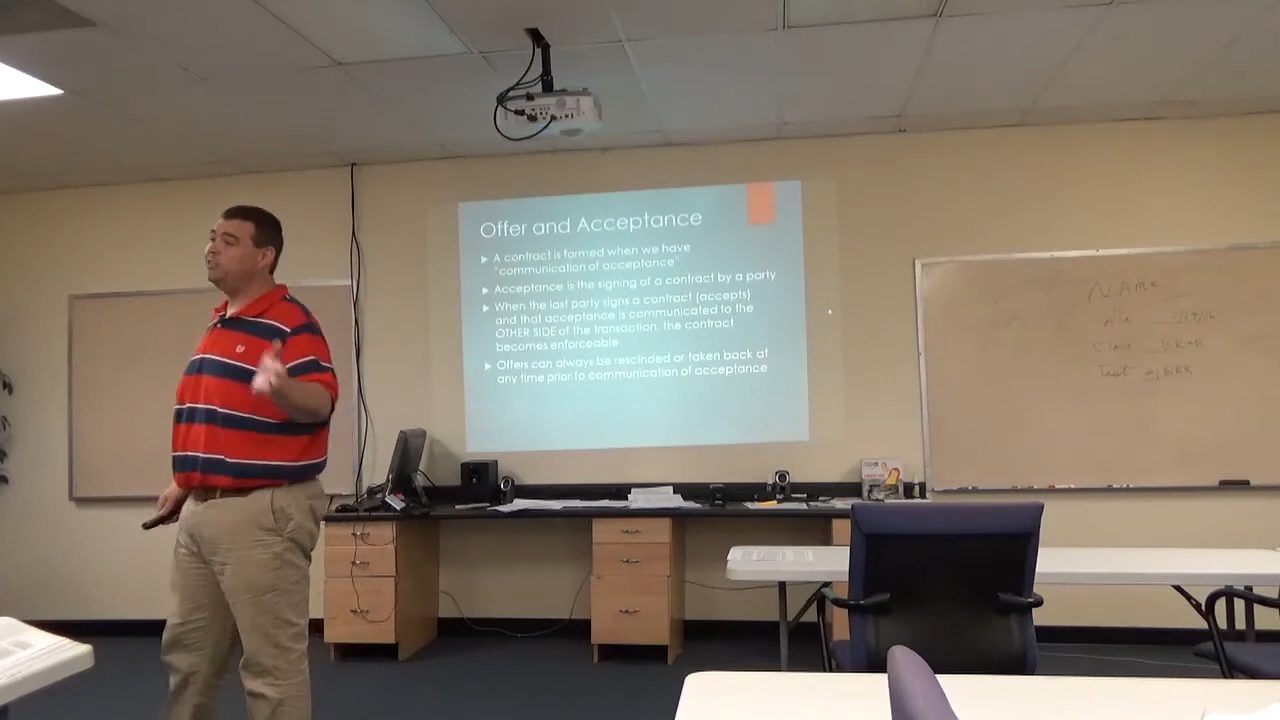 Offer and Acceptance
A contract is formed when we have
"communication of acceptance".
Acceptance is the signing of a contract by a party
When the last party signs a contract (accepts)
and that acceptance is communicated to the
OTHER SIDE of the transaction, the contract
becomes enforceable.
Offers can always be rescinded or taken back at
any time prior to communication of acceptance
NAME
Class
Test